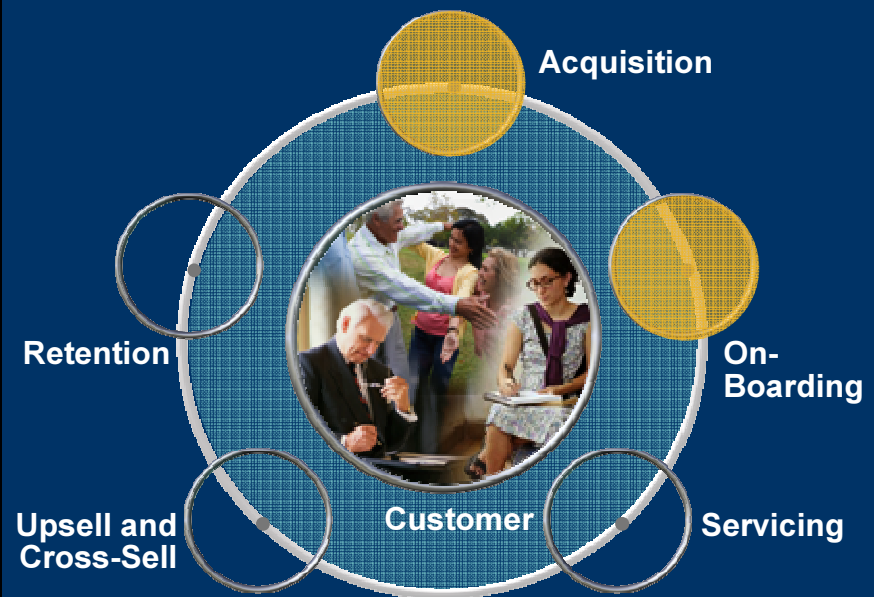 Acquisition
On-
Boarding
Servicing
Customer
Upsell and
Cross-Sell
Retention